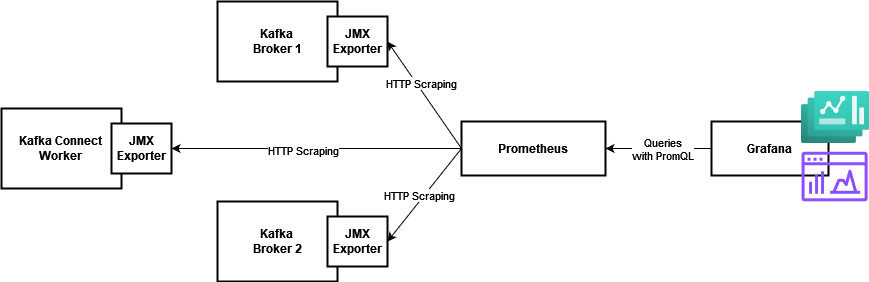 Kafka
Broker 1
JMX
Exporter
HTTP Scraping
Kafka Connect
Worker
JMX
Exporter
HTTP Scraping
Prometheus
Queries
with PromQL
Grafana
HTTP Scraping
Kafka
Broker 2
JMX
Exporter